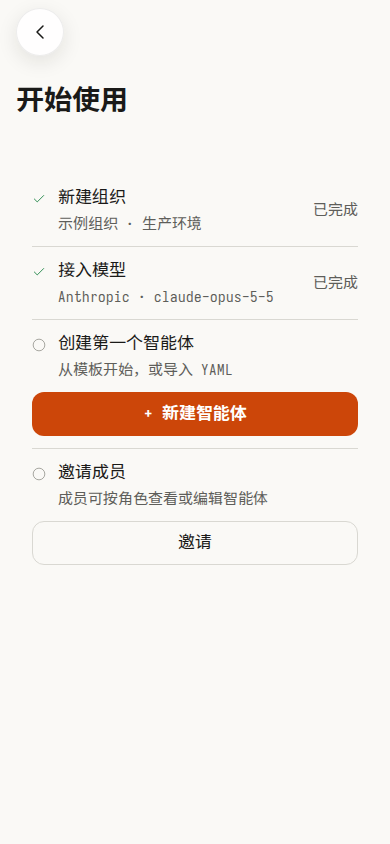 开始使用
新建组织
示例组织 · 生产环境
已完成
接入模型
Anthropic · claude-opus-5-5
已完成
创建第一个智能体
从模板开始，或导入 YAML
+ 新建智能体
邀请成员
成员可按角色查看或编辑智能体
邀请